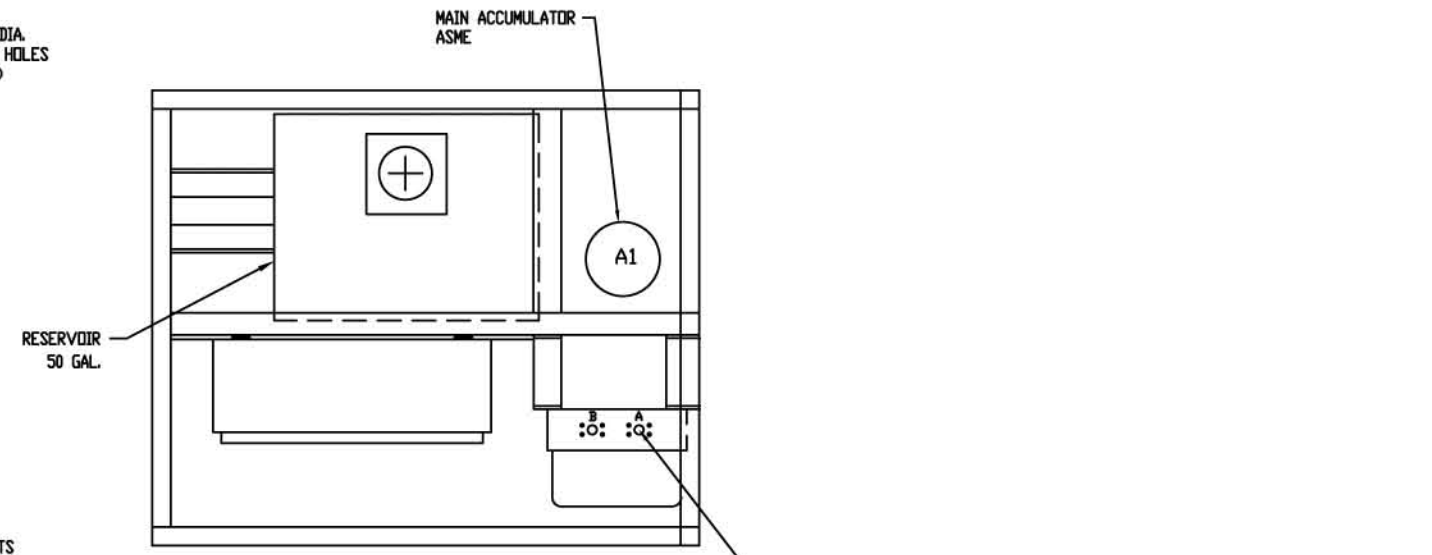 DIA.
HOLES
)
MAIN ACCUMULATOR
ASME
A1
RESERVOIR
50 GAL.
B A
TS